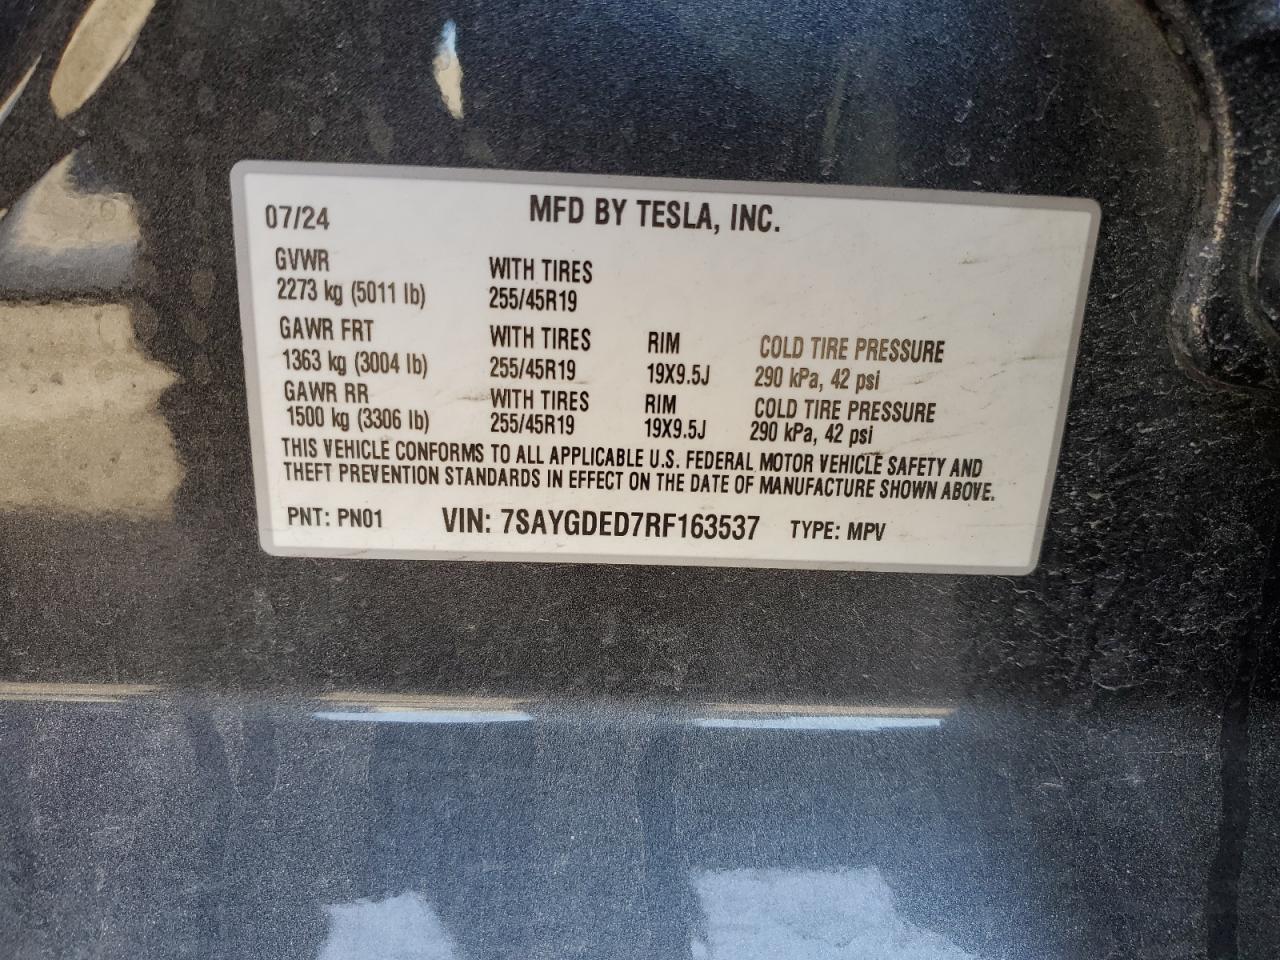 07/24 MFD BY TESLA, INC.
GVWR WITH TIRES
2273 kg (5011 lb) 255/45R19
GAWR FRT WITH TIRES RIM COLD TIRE PRESSURE
1363 kg (3004 lb) 255/45R19 19X9.5J 290 kPa, 42 psi
GAWR RR WITH TIRES RIM COLD TIRE PRESSURE
1500 kg (3306 lb) 255/45R19 19X9.5J 290 kPa, 42 psi
THIS VEHICLE CONFORMS TO ALL APPLICABLE U.S. FEDERAL MOTOR VEHICLE SAFETY AND
THEFT PREVENTION STANDARDS IN EFFECT ON THE DATE OF MANUFACTURE SHOWN ABOVE.
PNT: PN01 VIN: 7SAYGDED7RF163537 TYPE: MPV